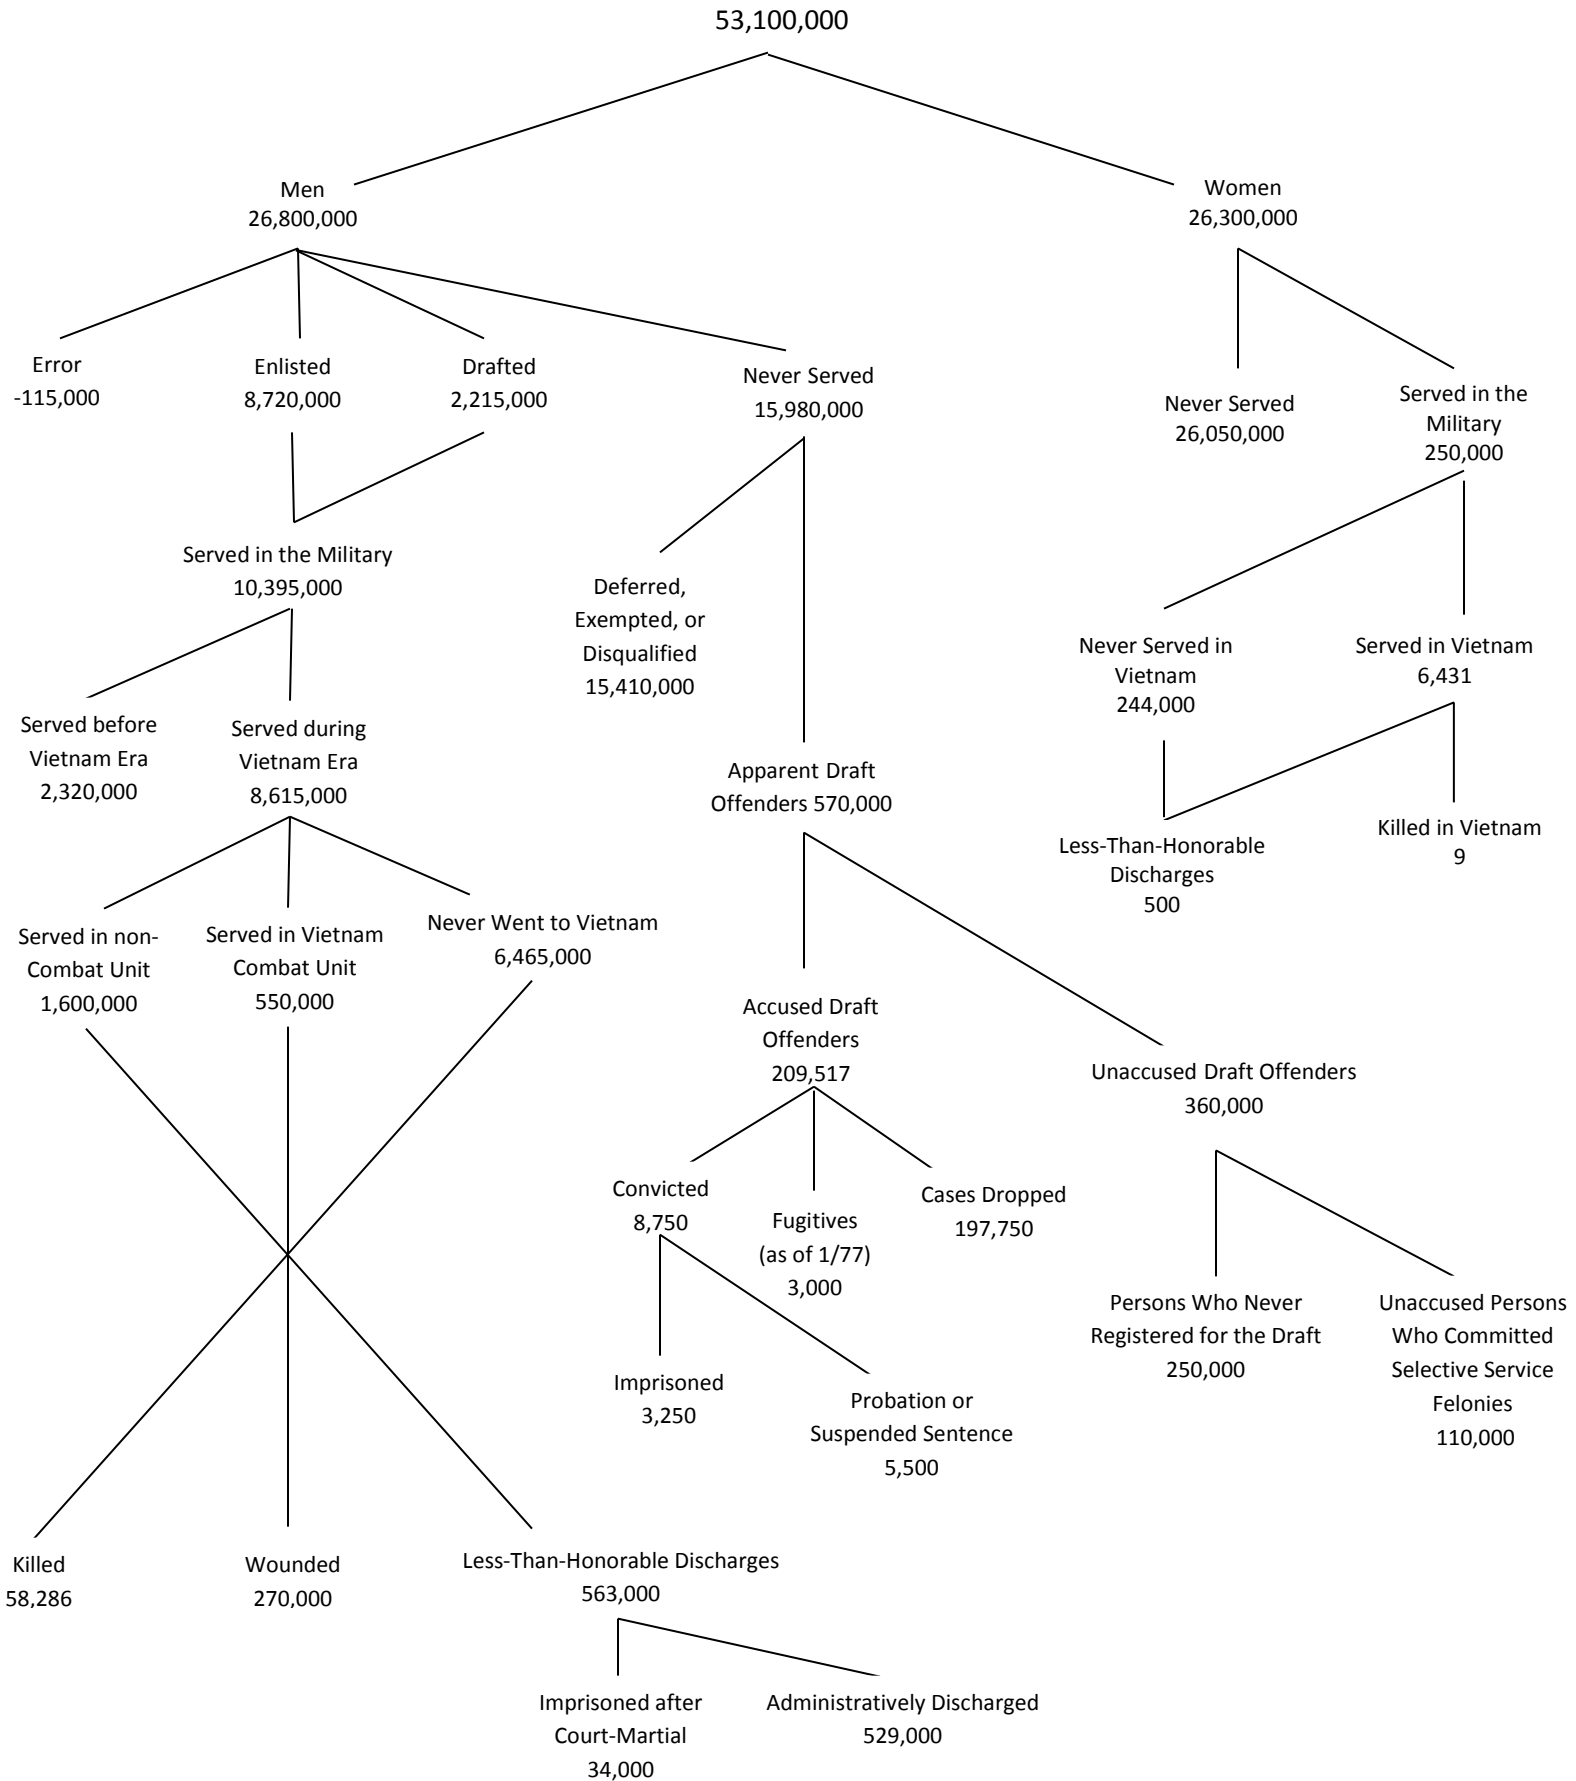 53,100,000
Men
26,800,000
Women
26,300,000
Error
-115,000
Enlisted
8,720,000
Drafted
2,215,000
Never Served
15,980,000
Never Served
26,050,000
Served in the
Military
250,000
Served in the Military
10,395,000
Deferred,
Exempted, or
Disqualified
15,410,000
Never Served in
Vietnam
244,000
Served in Vietnam
6,431
Served before
Vietnam Era
2,320,000
Served during
Vietnam Era
8,615,000
Apparent Draft
Offenders 570,000
Less-Than-Honorable
Discharges
500
Killed in Vietnam
9
Served in non-
Combat Unit
1,600,000
Served in Vietnam
Combat Unit
550,000
Never Went to Vietnam
6,465,000
Accused Draft
Offenders
209,517
Unaccused Draft Offenders
360,000
Convicted
8,750
Fugitives
(as of 1/77)
3,000
Cases Dropped
197,750
Imprisoned
3,250
Probation or
Suspended Sentence
5,500
Persons Who Never
Registered for the Draft
250,000
Unaccused Persons
Who Committed
Selective Service
Felonies
110,000
Killed
58,286
Wounded
270,000
Less-Than-Honorable Discharges
563,000
Imprisoned after
Court-Martial
34,000
Administratively Discharged
529,000